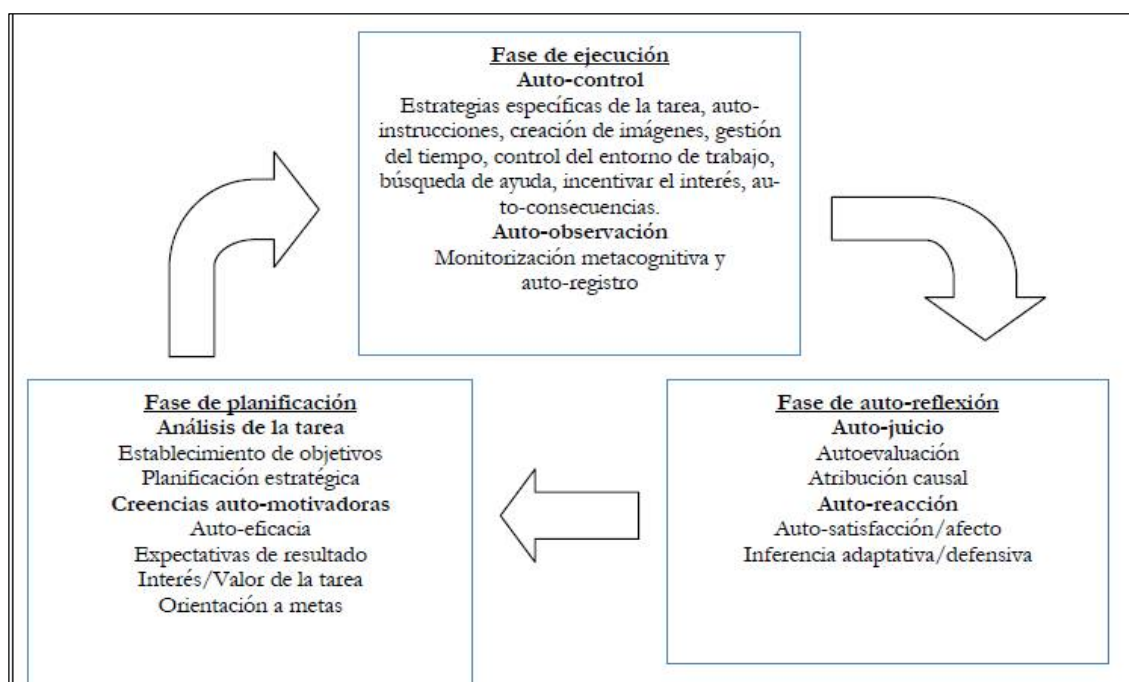 Fase de ejecución
Auto-control
Estrategias específicas de la tarea, auto-
instrucciones, creación de imágenes, gestión
del tiempo, control del entorno de trabajo,
búsqueda de ayuda, incentivar el interés, au-
to-consecuencias.
Auto-observación
Monitorización metacognitiva y
auto-registro
Fase de planificación
Análisis de la tarea
Establecimiento de objetivos
Planificación estratégica
Creencias auto-motivadoras
Auto-eficacia
Expectativas de resultado
Interés/Valor de la tarea
Orientación a metas
Fase de auto-reflexión
Auto-juicio
Autoevaluación
Atribución causal
Auto-reacción
Auto-satisfacción/afecto
Inferencia adaptativa/defensiva